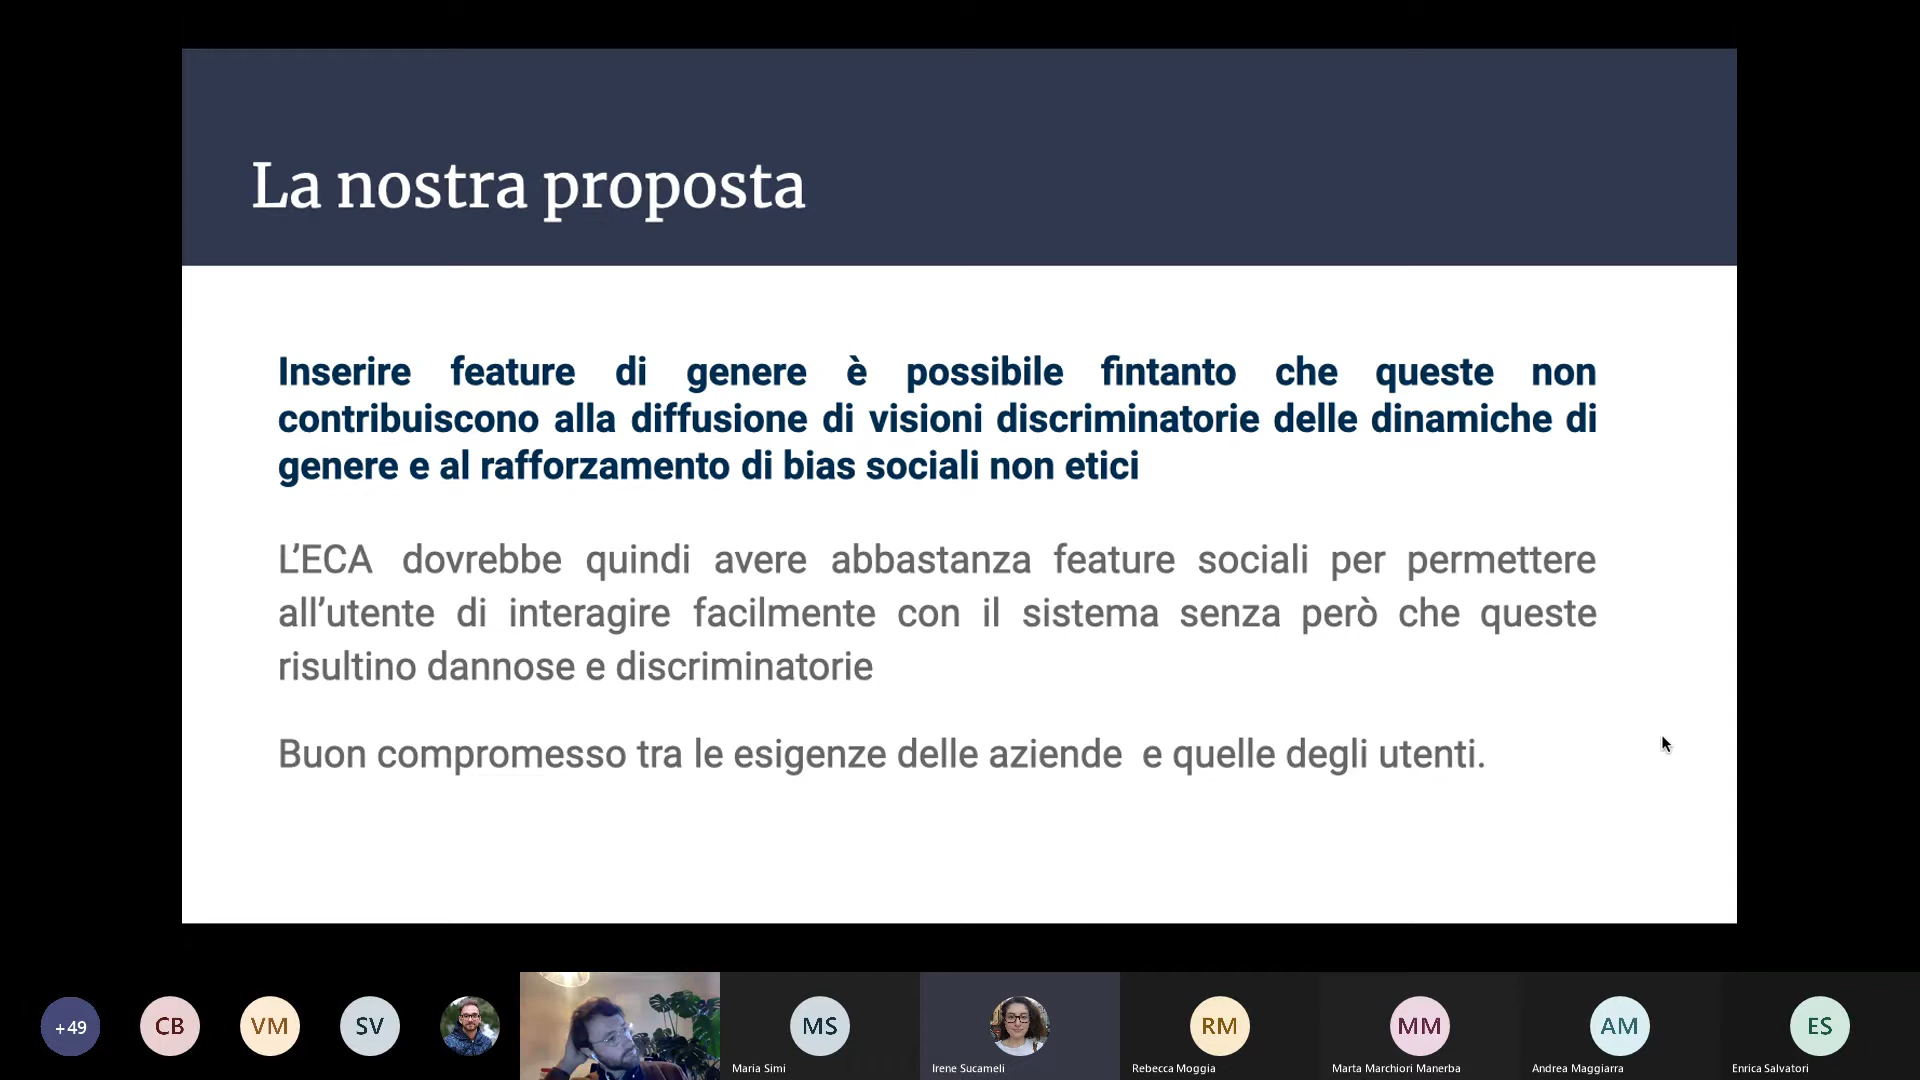 La nostra proposta
Inserire feature di genere è possibile fintanto che queste non
contribuiscono alla diffusione di visioni discriminatorie delle dinamiche di
genere e al rafforzamento di bias sociali non etici
L’ECA dovrebbe quindi avere abbastanza feature sociali per permettere
all’utente di interagire facilmente con il sistema senza però che queste
risultino dannose e discriminatorie
Buon compromesso tra le esigenze delle aziende e quelle degli utenti.
+49
CB
VM
SV
MS
RM
MM
AM
ES
Maria Simi
Irene Sucameli
Rebecca Moggia
Marta Marchiori Manerba
Andrea Maggiarra
Enrica Salvatori